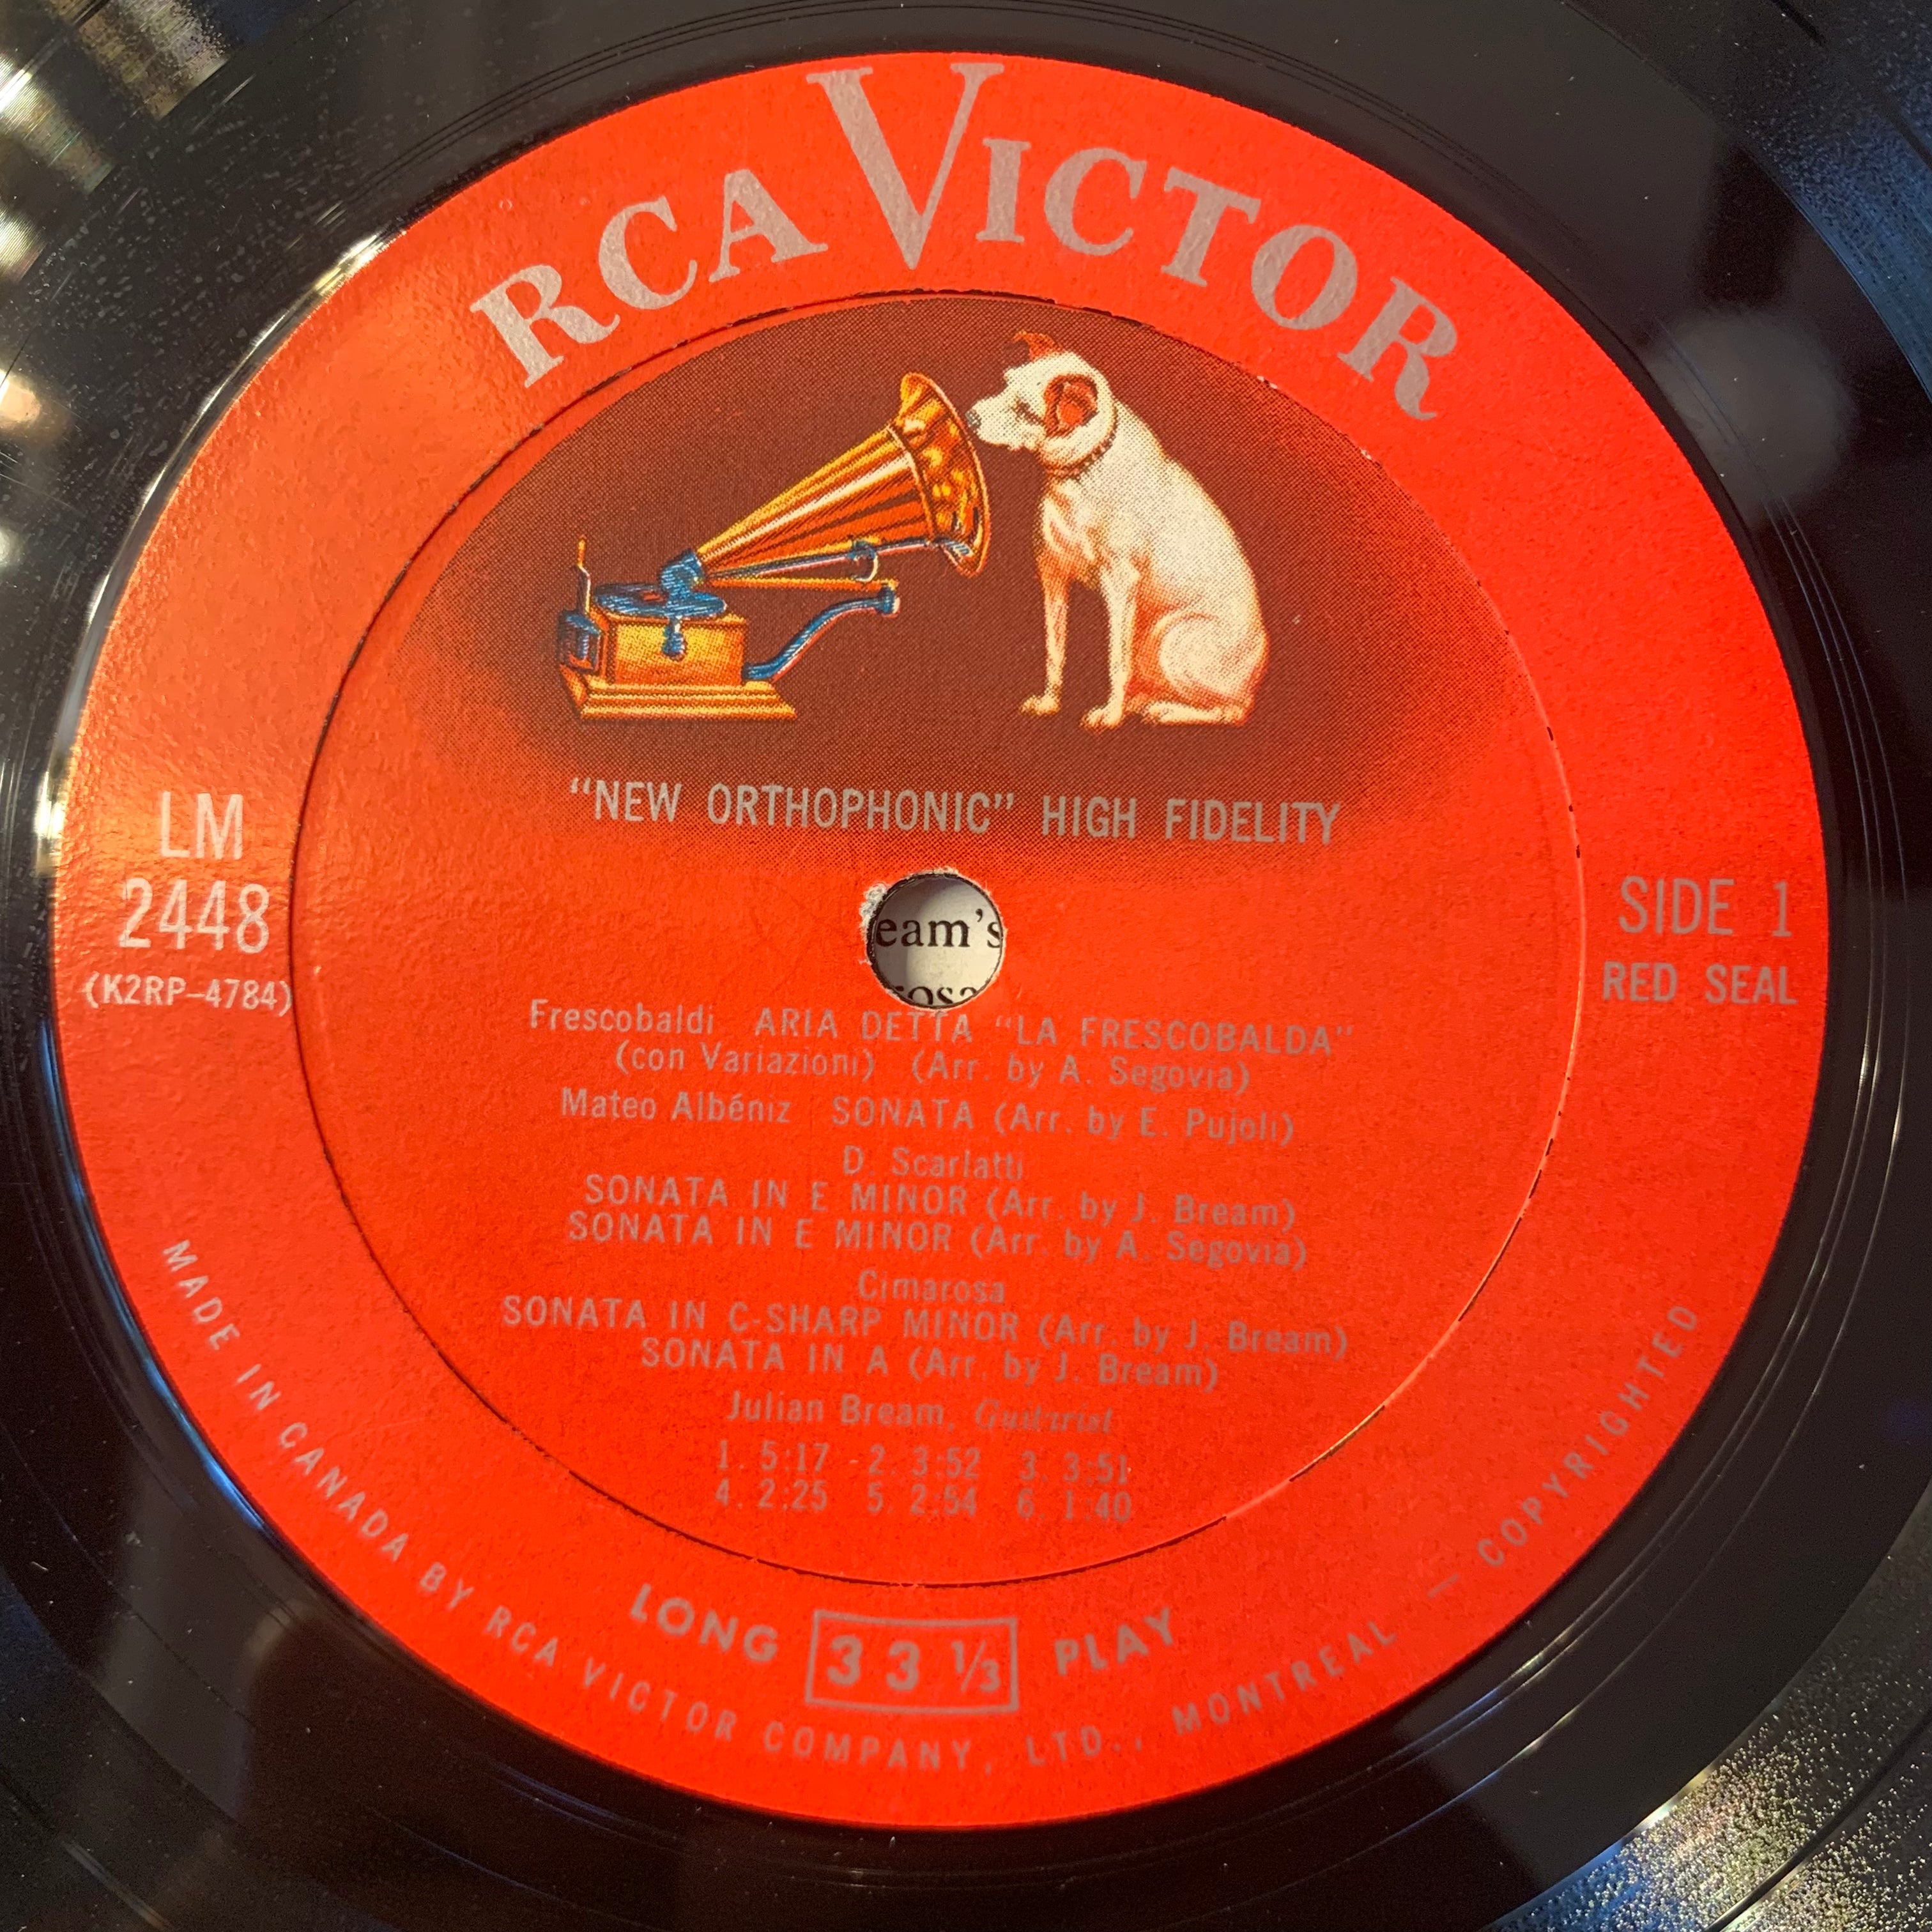 RCA VICTOR
"NEW ORTHOPHONIC" HIGH FIDELITY
LM
2448
(K2RP-4784)
SIDE 1
RED SEAL
eam's
Frescobaldi ARIA DETTA "LA FRESCOBALDA"
(con Variazioni) (Arr. by A. Segovia)
Mateo Albéniz SONATA (Arr. by E. Pujoli)
D. Scarlatti
SONATA IN E MINOR (Arr. by J. Bream)
SONATA IN E MINOR (Arr. by A. Segovia)
Cimarosa
SONATA IN C-SHARP MINOR (Arr. by J. Bream)
SONATA IN A (Arr. by J. Bream)
Julian Bream, Guitarist
1. 5:17 - 2. 3:52 3. 3:51
4. 2:25 5. 2:54 6. 1:40
LONG 33 1/3 PLAY
MADE IN CANADA BY RCA VICTOR COMPANY, LTD., MONTREAL — COPYRIGHTED